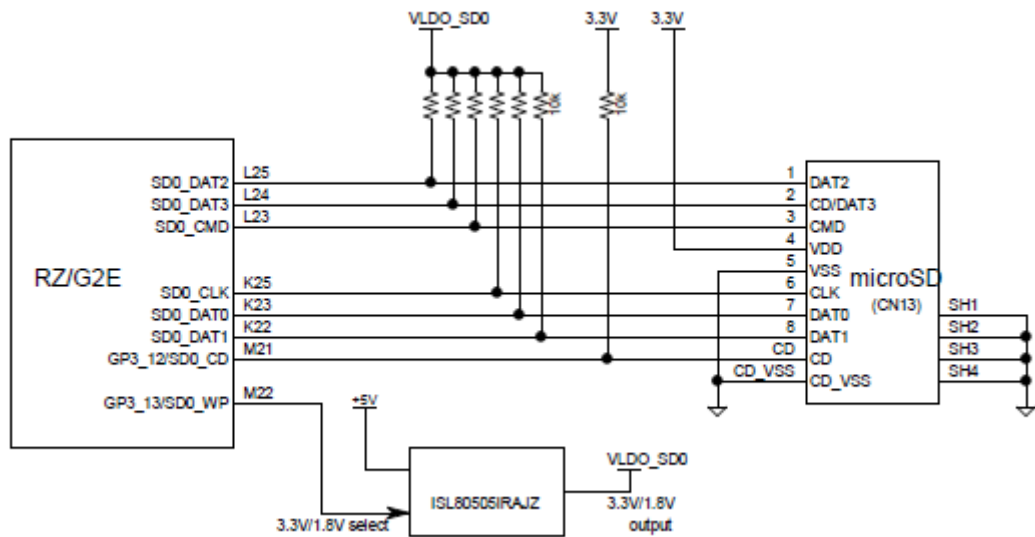 VLDO_SD0 3.3V 3.3V
10k 10k
RZ/G2E
SD0_DAT2 L25 1 DAT2
SD0_DAT3 L24 2 CD/DAT3
SD0_CMD L23 3 CMD
4 VDD
5 VSS
microSD
(CN13)
SD0_CLK K25 6 CLK
SD0_DAT0 K23 7 DAT0 SH1
SD0_DAT1 K22 8 DAT1 SH2
GP3_12/SD0_CD M21 CD CD SH3
CD_VSS CD_VSS SH4
GP3_13/SD0_WP M22
+5V
ISL80505IRAJZ
VLDO_SD0
3.3V/1.8V select
3.3V/1.8V
output